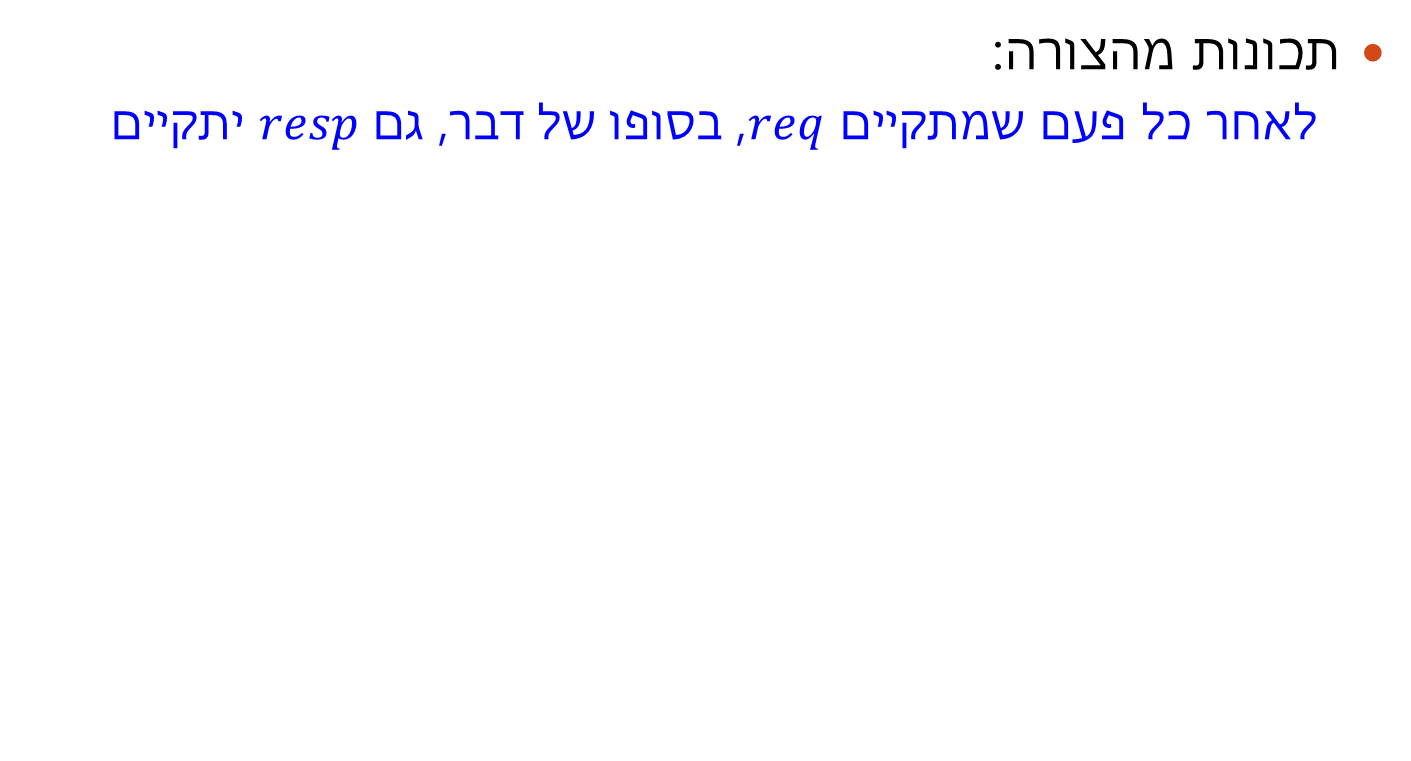 • תכונות מהצורה:
לאחר כל פעם שמתקיים req, בסופו של דבר, גם resp יתקיים